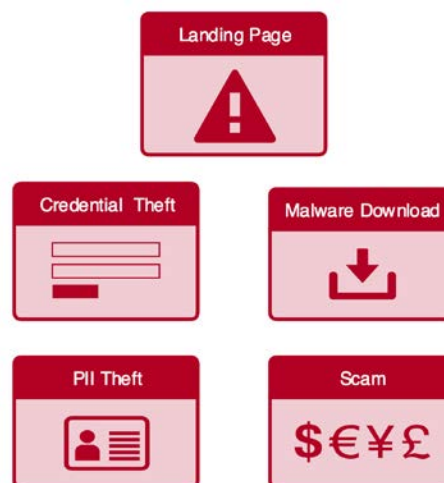 Landing Page
Credential Theft
Malware Download
PII Theft
Scam
$€¥£